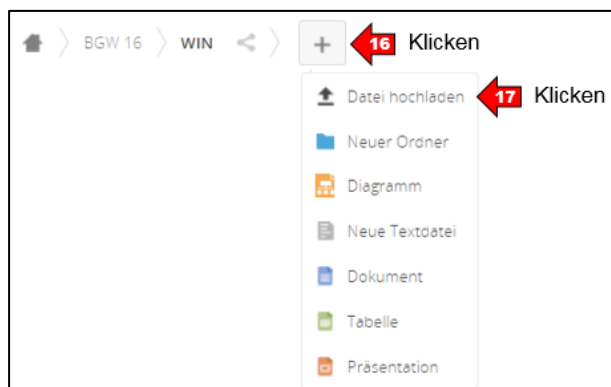 BGW 16 WIN + 16 Klicken
Datei hochladen 17 Klicken
Neuer Ordner
Diagramm
Neue Textdatei
Dokument
Tabelle
Präsentation